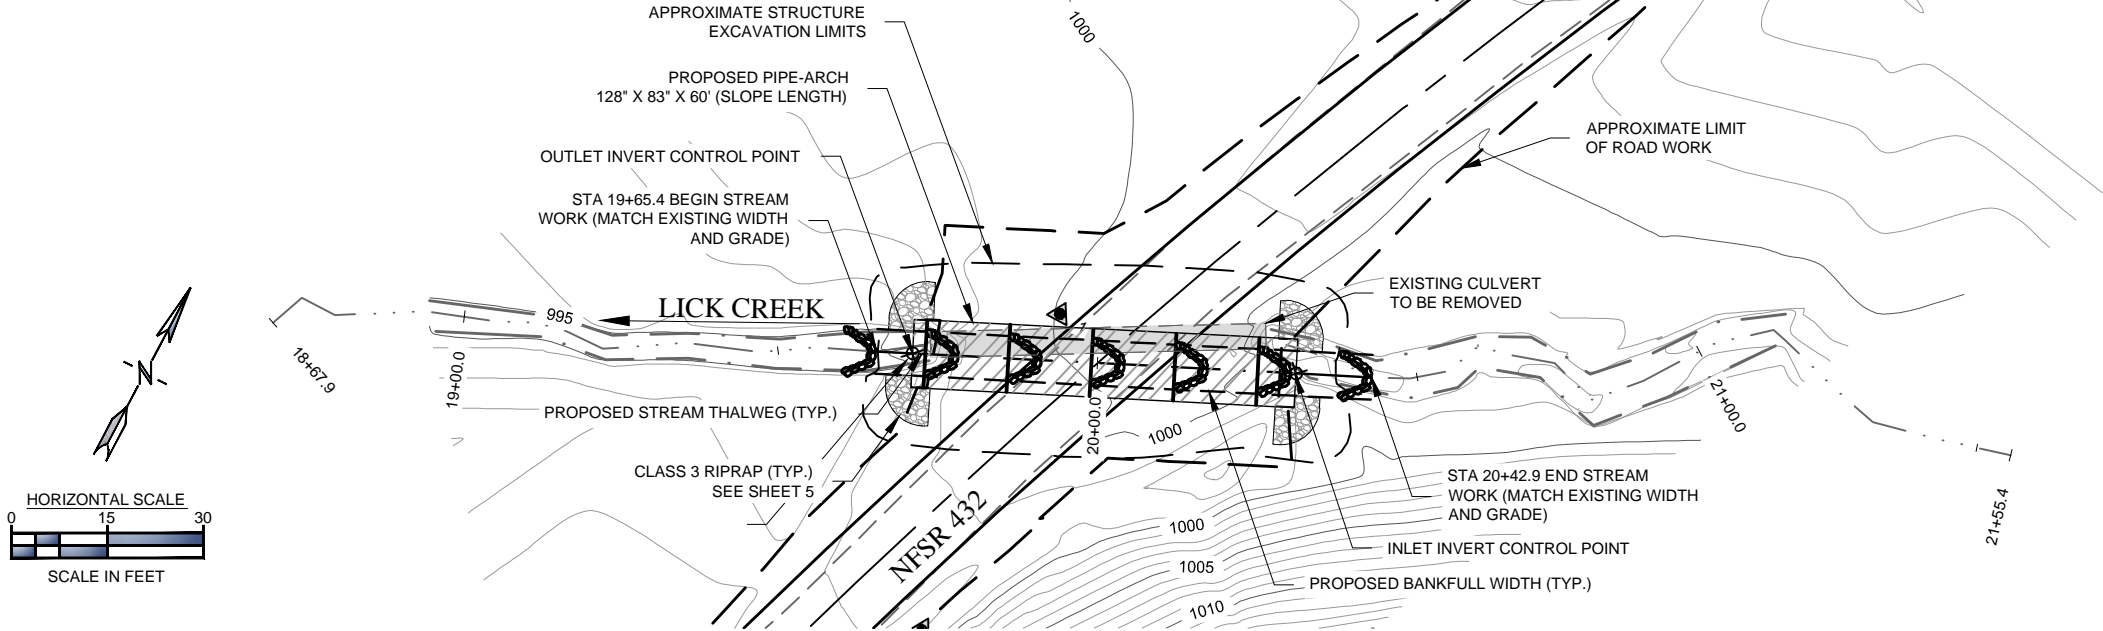 APPROXIMATE STRUCTURE
EXCAVATION LIMITS
1000
PROPOSED PIPE-ARCH
128" X 83" X 60' (SLOPE LENGTH)
APPROXIMATE LIMIT
OF ROAD WORK
OUTLET INVERT CONTROL POINT
STA 19+65.4 BEGIN STREAM
WORK (MATCH EXISTING WIDTH
AND GRADE)
EXISTING CULVERT
TO BE REMOVED
LICK CREEK
995
18+67.9
19+00.0
N
PROPOSED STREAM THALWEG (TYP.)
20+00.0
1000
21+00.0
CLASS 3 RIPRAP (TYP.)
SEE SHEET 5
STA 20+42.9 END STREAM
WORK (MATCH EXISTING WIDTH
AND GRADE)
21+55.4
HORIZONTAL SCALE
0 15 30
SCALE IN FEET
NFSR 432
1000
1005
1010
INLET INVERT CONTROL POINT
PROPOSED BANKFULL WIDTH (TYP.)